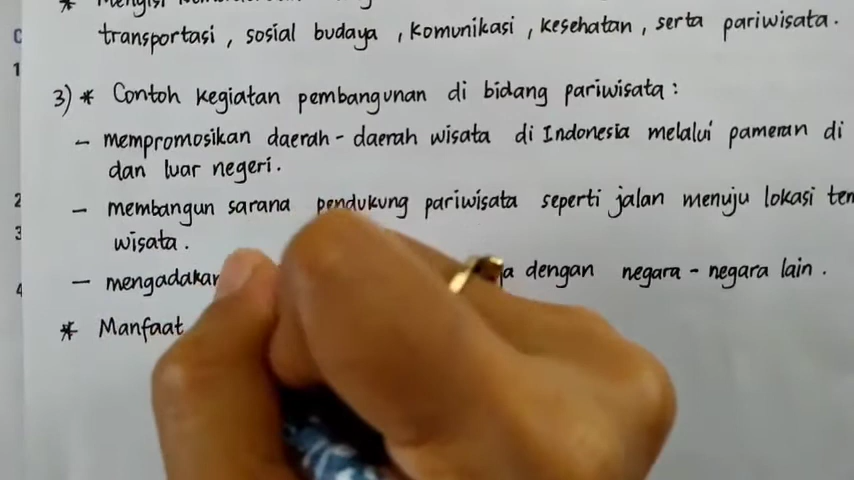 transportasi, sosial budaya, komunikasi, kesehatan, serta pariwisata.
3) * Contoh kegiatan pembangunan di bidang pariwisata:
- mempromosikan daerah-daerah wisata di Indonesia melalui pameran di
dan luar negeri.
- membangun sarana pendukung pariwisata seperti jalan menuju lokasi
wisata.
- mengadakan dengan negara-negara lain.
* Manfaat